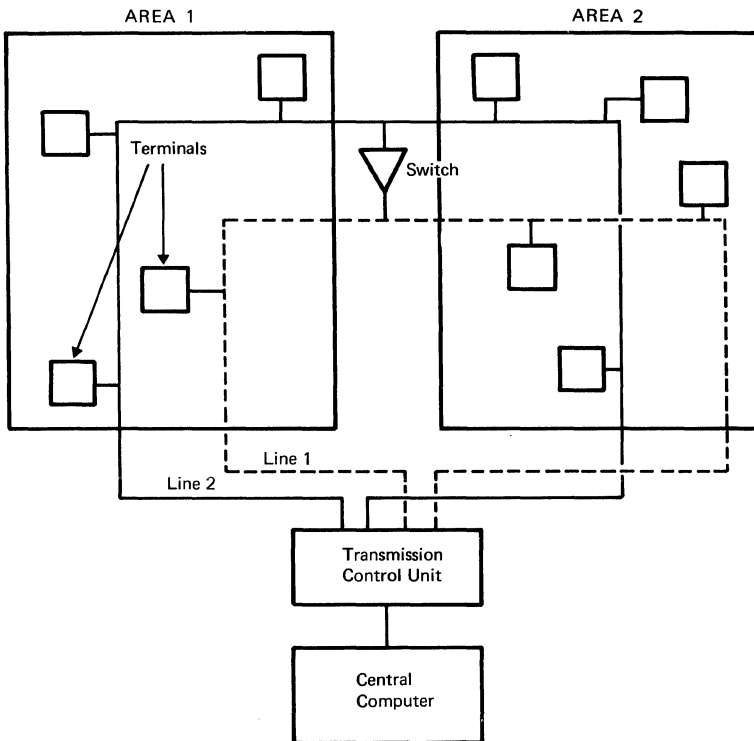 AREA 1
AREA 2
Terminals
Switch
Line 1
Line 2
Transmission
Control Unit
Central
Computer